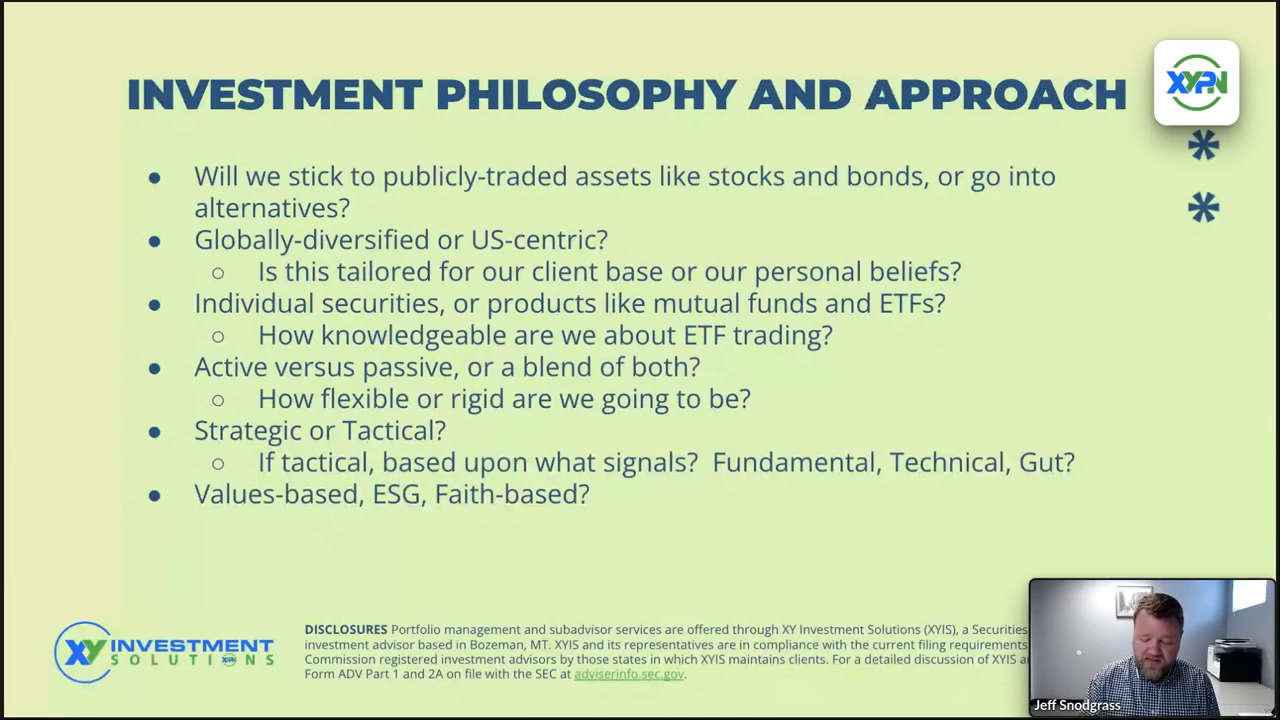 INVESTMENT PHILOSOPHY AND APPROACH
XYPN
*
*
● Will we stick to publicly-traded assets like stocks and bonds, or go into
alternatives?
● Globally-diversified or US-centric?
○ Is this tailored for our client base or our personal beliefs?
● Individual securities, or products like mutual funds and ETFs?
○ How knowledgeable are we about ETF trading?
● Active versus passive, or a blend of both?
○ How flexible or rigid are we going to be?
● Strategic or Tactical?
○ If tactical, based upon what signals?  Fundamental, Technical, Gut?
● Values-based, ESG, Faith-based?
XY INVESTMENT
SOLUTIONS
DISCLOSURES Portfolio management and subadvisor services are offered through XY Investment Solutions (XYIS), a Securities
investment advisor based in Bozeman, MT. XYIS and its representatives are in compliance with the current filing requirements
Commission registered investment advisors by those states in which XYIS maintains clients. For a detailed discussion of XYIS
Form ADV Part 1 and 2A on file with the SEC at adviserinfo.sec.gov.
Jeff Snodgrass